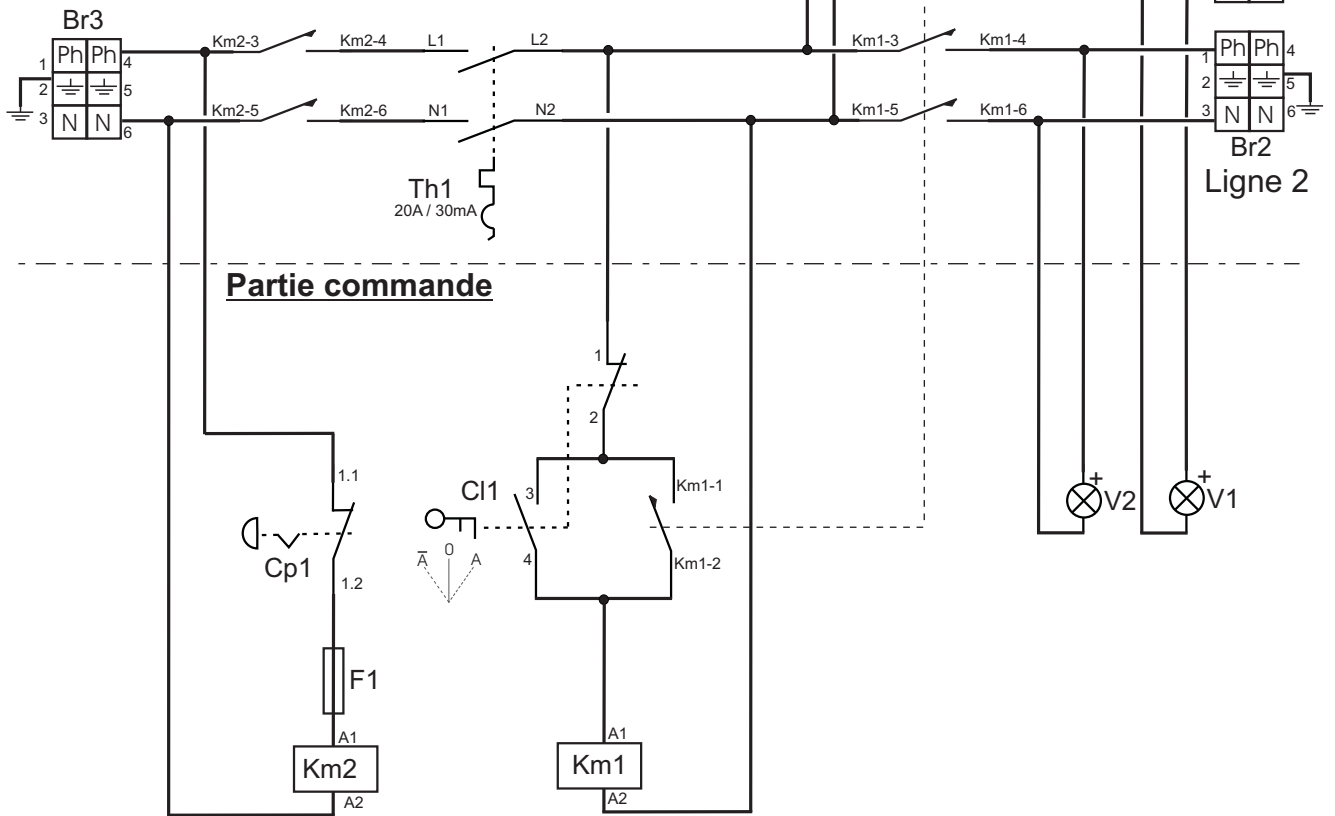 Br3
Km2-3 Km2-4 L1 L2 Km1-3 Km1-4
1 Ph Ph 4
1 Ph Ph 4
2 5
2 5
Km2-5 Km2-6 N1 N2 Km1-5 Km1-6
3 N N 6
3 N N 6
Br2
Ligne 2
Th1
20A / 30mA
Partie commande
1
2
1.1
Cp1
1.2
Cl1
3
4
A 0 A
Km1-1
Km1-2
+
V2
+
V1
F1
A1
Km2
A2
A1
Km1
A2